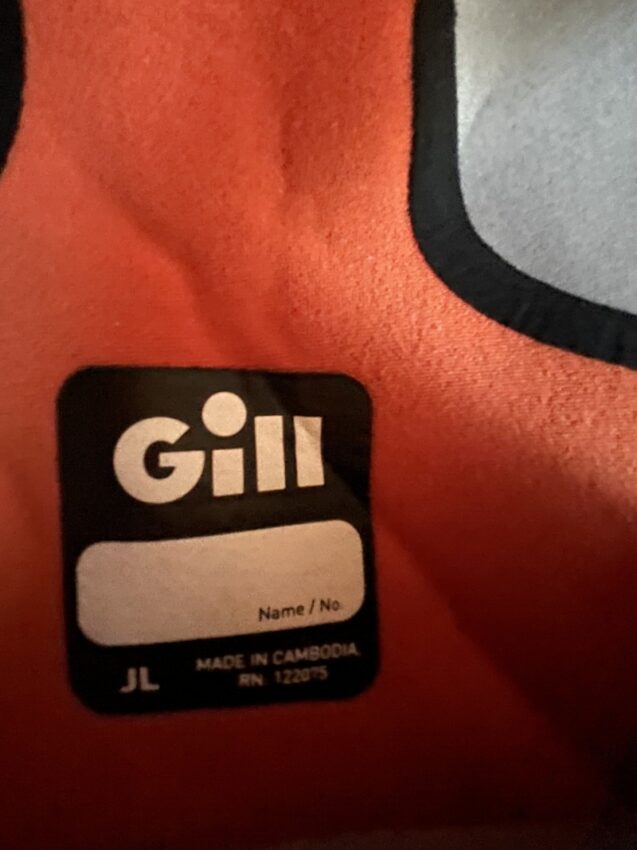 Gill
Name / No.
JL
MADE IN CAMBODIA
RN: 122075